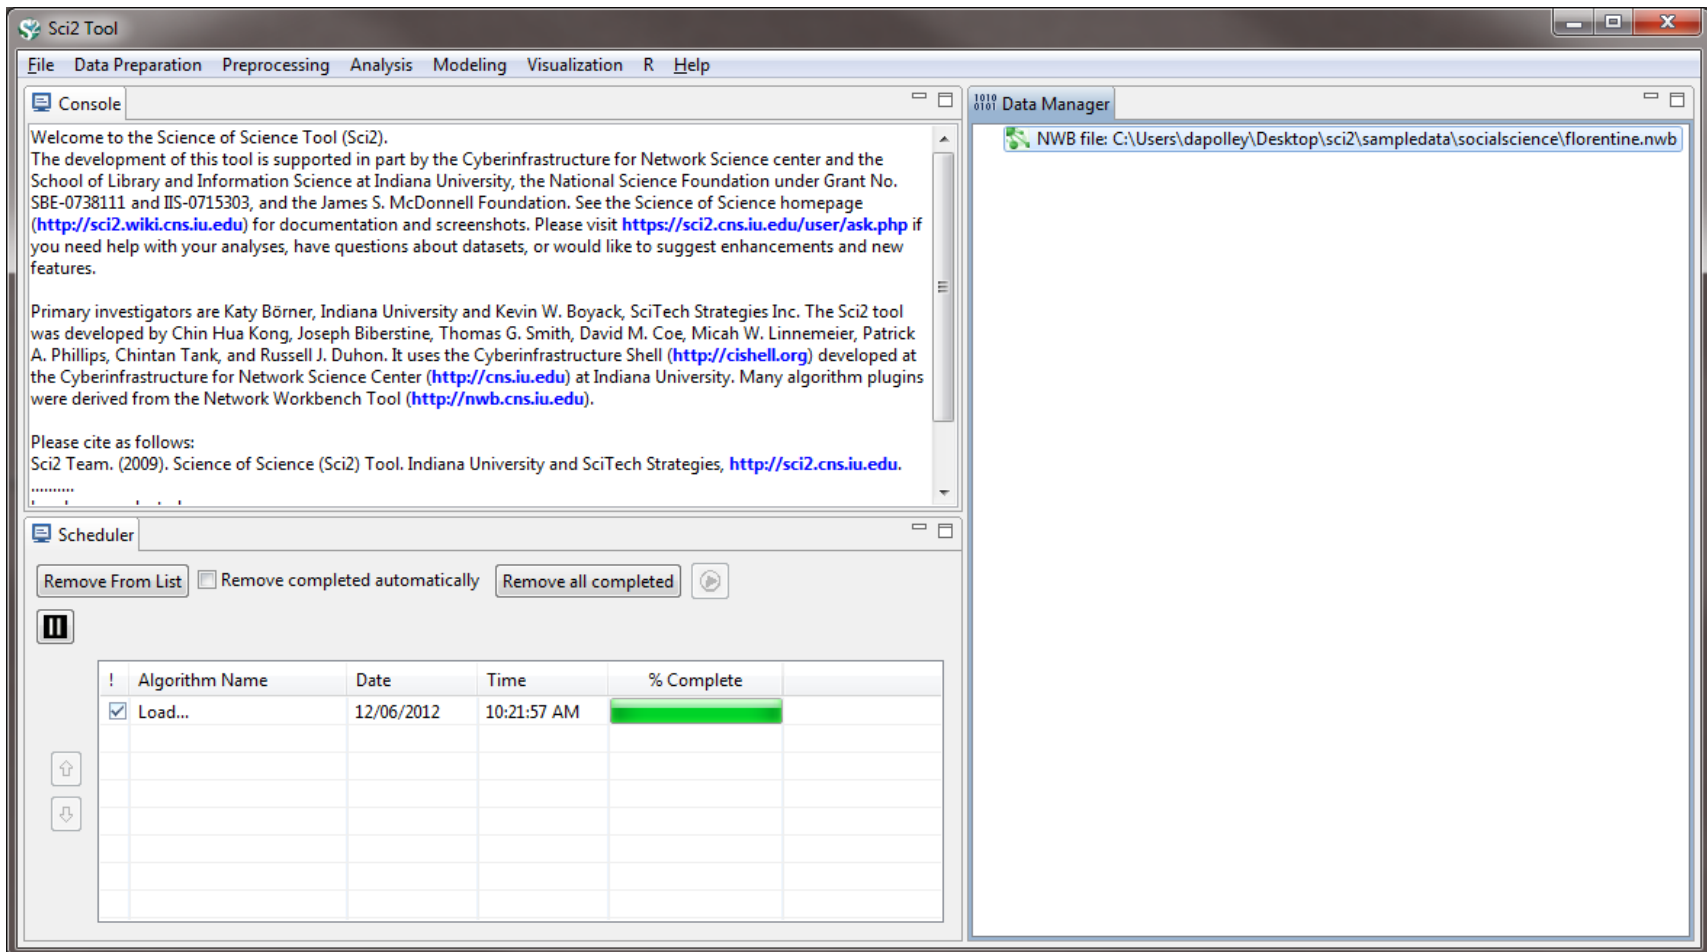 Sci2 Tool
File Data Preparation Preprocessing Analysis Modeling Visualization R Help
Console
Welcome to the Science of Science Tool (Sci2).
The development of this tool is supported in part by the Cyberinfrastructure for Network Science center and the
School of Library and Information Science at Indiana University, the National Science Foundation under Grant No.
SBE-0738111 and IIS-0715303, and the James S. McDonnell Foundation. See the Science of Science homepage
(http://sci2.wiki.cns.iu.edu) for documentation and screenshots. Please visit https://sci2.cns.iu.edu/user/ask.php if
you need help with your analyses, have questions about datasets, or would like to suggest enhancements and new
features.
Primary investigators are Katy Börner, Indiana University and Kevin W. Boyack, SciTech Strategies Inc. The Sci2 tool
was developed by Chin Hua Kong, Joseph Biberstine, Thomas G. Smith, David M. Coe, Micah W. Linnemeier, Patrick
A. Phillips, Chintan Tank, and Russell J. Duhon. It uses the Cyberinfrastructure Shell (http://cishell.org) developed at
the Cyberinfrastructure for Network Science Center (http://cns.iu.edu) at Indiana University. Many algorithm plugins
were derived from the Network Workbench Tool (http://nwb.cns.iu.edu).
Please cite as follows:
Sci2 Team. (2009). Science of Science (Sci2) Tool. Indiana University and SciTech Strategies, http://sci2.cns.iu.edu.
..........
Scheduler
Remove From List Remove completed automatically Remove all completed
! Algorithm Name Date Time % Complete
Load... 12/06/2012 10:21:57 AM
1010 0101 Data Manager
NWB file: C:\Users\dapolley\Desktop\sci2\sampledata\socialscience\florentine.nwb